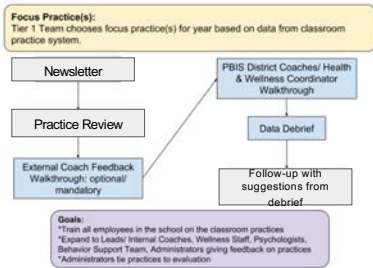 Focus Practice(s):
Tier 1 Team chooses focus practice(s) for year based on data from classroom
practice system.
Newsletter
Practice Review
External Coach Feedback
Walkthrough: optional/
mandatory
PBIS District Coaches/ Health
& Wellness Coordinator
Walkthrough
Data Debrief
Follow-up with
suggestions from
debrief
Goals:
*Train all employees in the school on the classroom practices
*Expand to Leads/ Internal Coaches, Wellness Staff, Psychologists,
Behavior Support Team, Administrators giving feedback on practices
*Administrators tie practices to evaluation